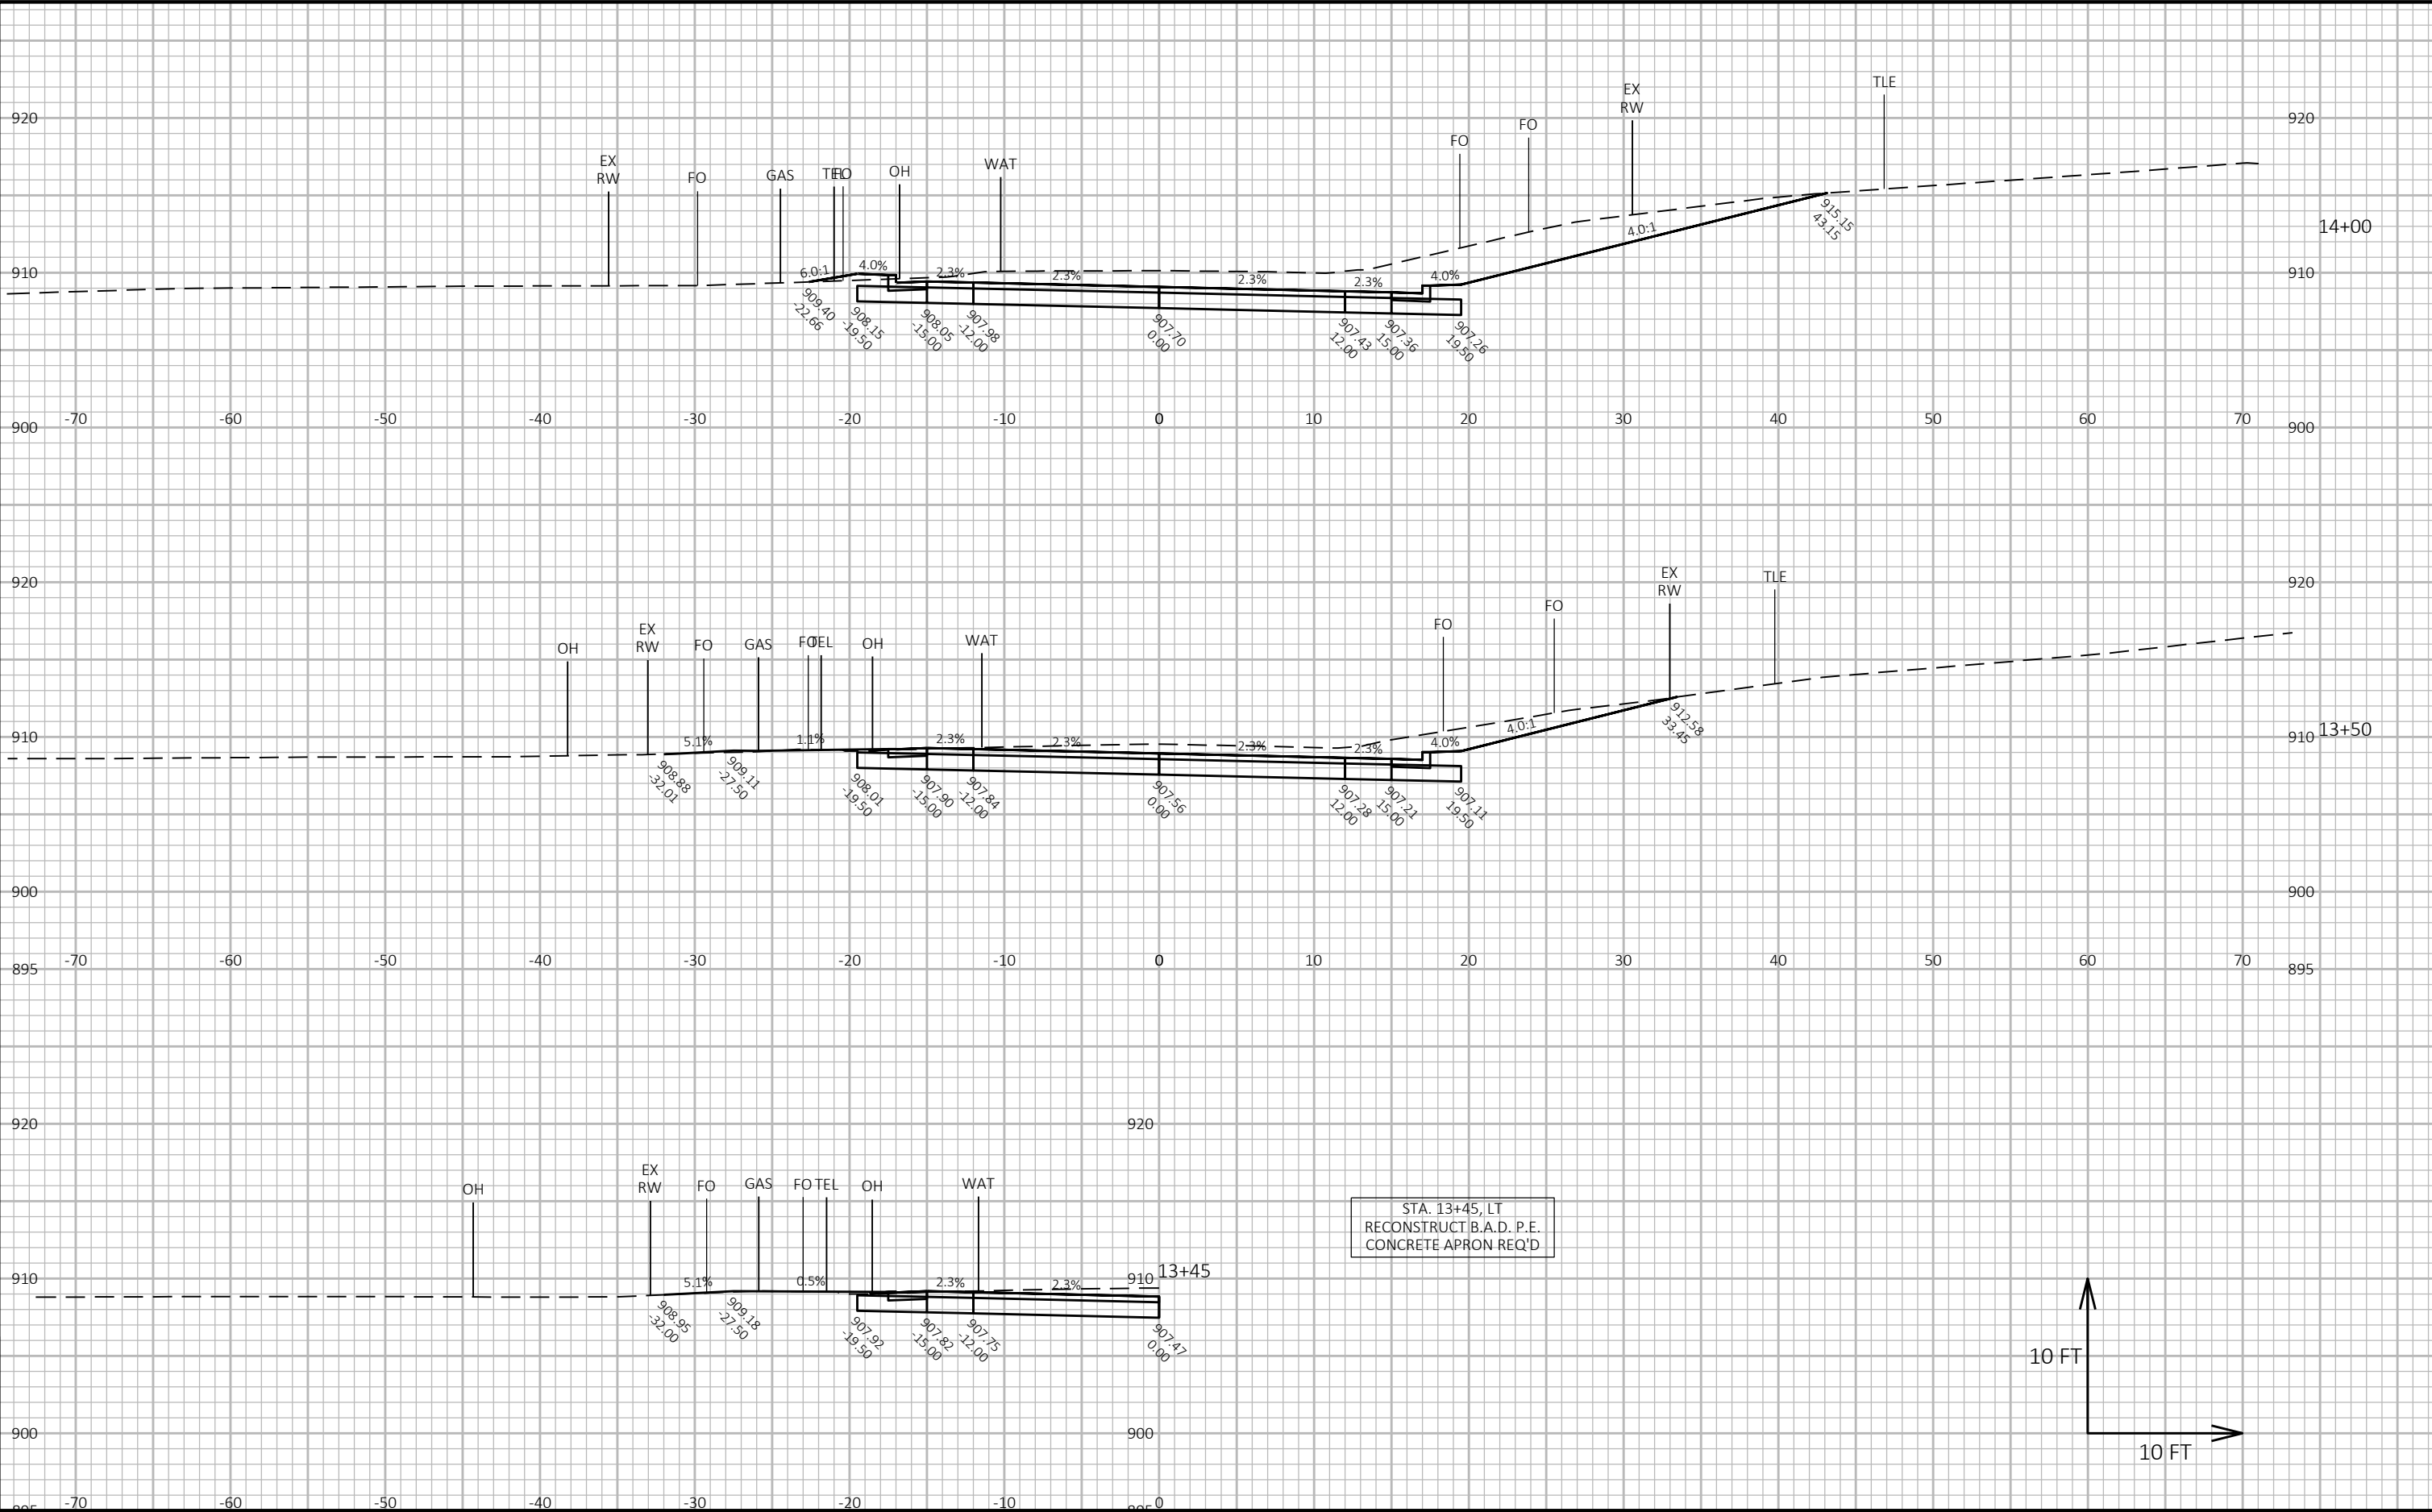 TLE
EX
RW
920
920
FO
FO
EX
RW
FO
GAS
TEL
FO
OH
WAT
14+00
915.15
43.15
910
6.0:1
4.0%
2.3%
2.3%
2.3%
2.3%
4.0%
4.0:1
910
909.40
-22.66
908.15
-19.50
908.05
-15.00
907.98
-12.00
907.70
0.00
907.43
12.00
907.36
15.00
907.26
19.50
-70 -60 -50 -40 -30 -20 -10 0 10 20 30 40 50 60 70
900
900
920
EX
RW
TLE
920
FO
FO
OH
EX
RW
FO
GAS
FO
TEL
OH
WAT
910
5.1%
1.1%
2.3%
2.3%
2.3%
2.3%
4.0%
4.0:1
910
13+50
912.58
33.45
908.88
-32.01
909.11
-27.50
908.01
-19.50
907.90
-15.00
907.84
-12.00
907.56
0.00
907.28
12.00
907.21
15.00
907.11
19.50
900
900
-70 -60 -50 -40 -30 -20 -10 0 10 20 30 40 50 60 70
895
895
920
920
OH
EX
RW
FO
GAS
FO
TEL
OH
WAT
STA. 13+45, LT
RECONSTRUCT B.A.D. P.E.
CONCRETE APRON REQ'D
910
5.1%
0.5%
2.3%
2.3%
910
13+45
908.95
-32.00
909.18
-27.50
907.92
-19.50
907.82
-15.00
907.75
-12.00
907.47
0.00
10 FT
900
900
10 FT
-70 -60 -50 -40 -30 -20 -10 0
895
895